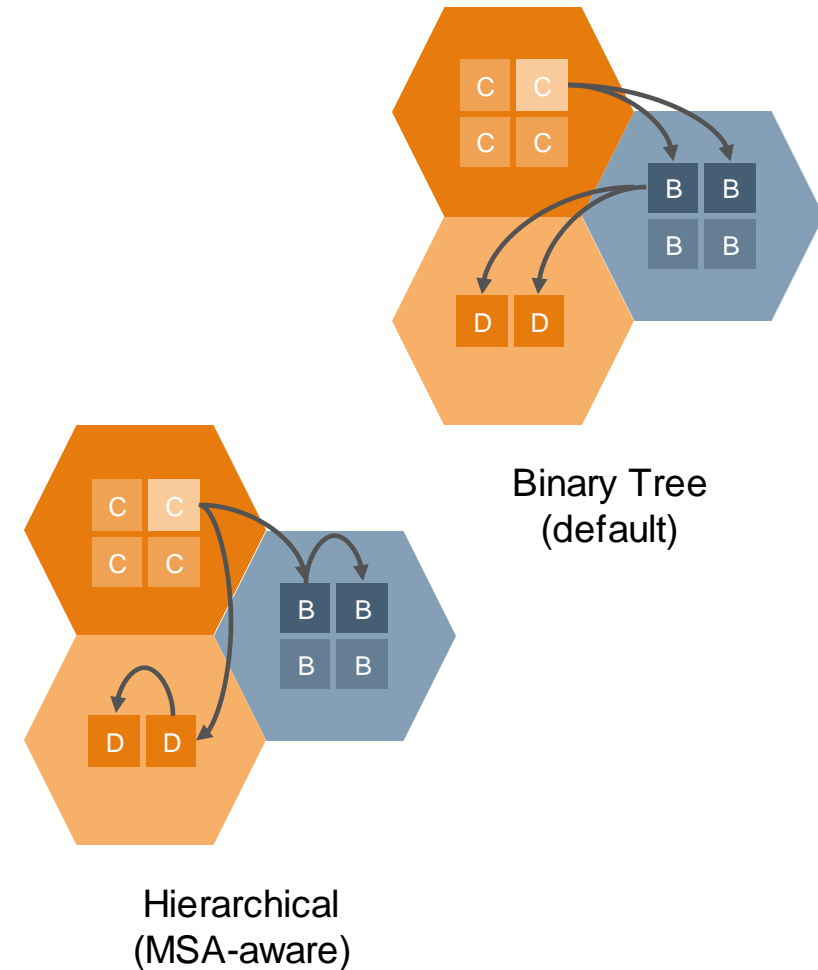 C C
C C
B B
B B
D D
Binary Tree
(default)
C C
C C
B B
B B
D D
Hierarchical
(MSA-aware)